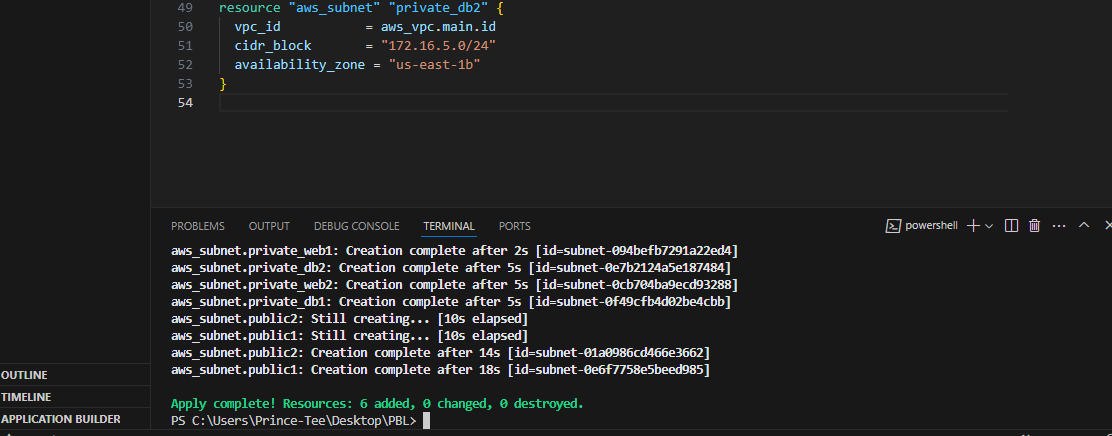 49 resource "aws_subnet" "private_db2" {
50 vpc_id = aws_vpc.main.id
51 cidr_block = "172.16.5.0/24"
52 availability_zone = "us-east-1b"
53 }
54
PROBLEMS OUTPUT DEBUG CONSOLE TERMINAL PORTS powershell
aws_subnet.private_web1: Creation complete after 2s [id=subnet-094befb7291a22ed4]
aws_subnet.private_db2: Creation complete after 5s [id=subnet-0e7b2124a5e187484]
aws_subnet.private_web2: Creation complete after 5s [id=subnet-0cb704ba9ecd93288]
aws_subnet.private_db1: Creation complete after 5s [id=subnet-0f49cfb4d02be4cbb]
aws_subnet.public2: Still creating... [10s elapsed]
aws_subnet.public1: Still creating... [10s elapsed]
aws_subnet.public2: Creation complete after 14s [id=subnet-01a0986cd466e3662]
aws_subnet.public1: Creation complete after 18s [id=subnet-0e6f7758e5beed985]
Apply complete! Resources: 6 added, 0 changed, 0 destroyed.
PS C:\Users\Prince-Tee\Desktop\PBL>
OUTLINE
TIMELINE
APPLICATION BUILDER